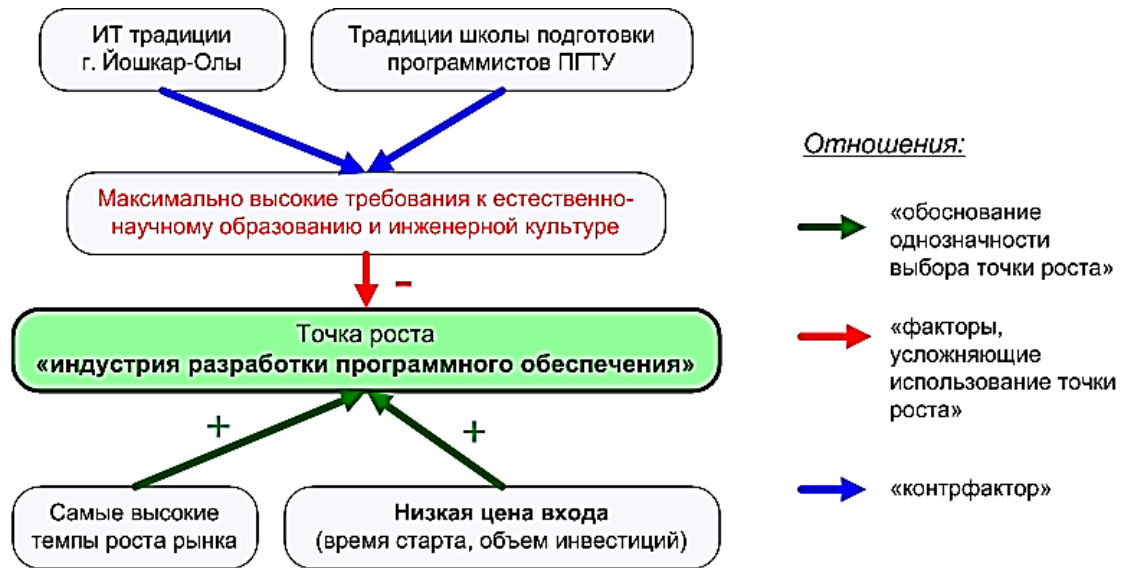 ИТ традиции
г. Йошкар-Олы
Традиции школы подготовки
программистов ПГТУ
Максимально высокие требования к естественно-
научному образованию и инженерной культуре
-
Точка роста
«индустрия разработки программного обеспечения»
+
+
Самые высокие
темпы роста рынка
Низкая цена входа
(время старта, объем инвестиций)
Отношения:
«обоснование
однозначности
выбора точки роста»
«факторы,
усложняющие
использование точки
роста»
«контрфактор»